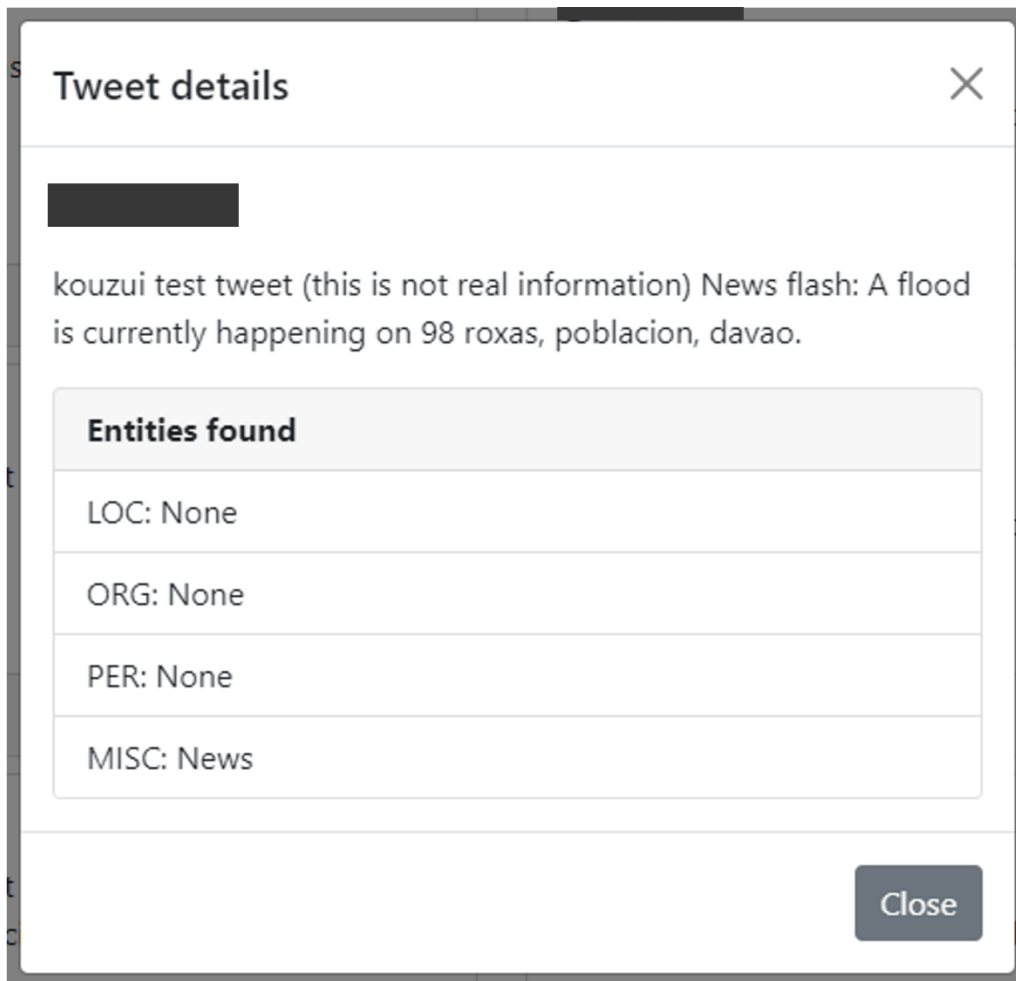 Tweet details
kouzui test tweet (this is not real information) News flash: A flood
is currently happening on 98 roxas, poblacion, davao.
Entities found
LOC: None
ORG: None
PER: None
MISC: News
Close